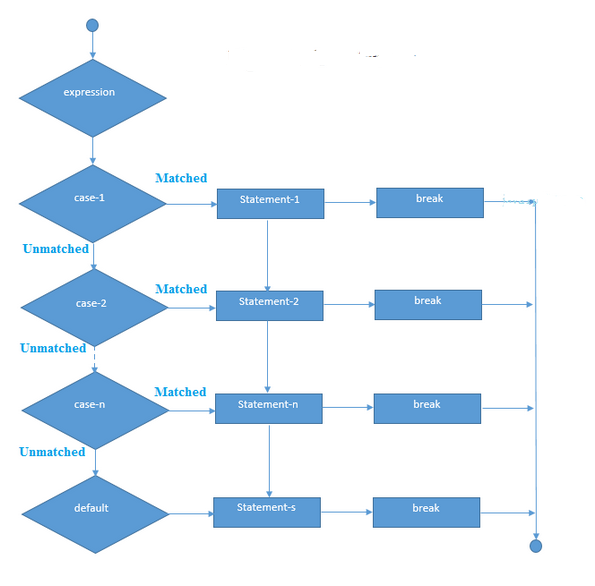 expression
Matched
case-1
Statement-1
break
Unmatched
Matched
case-2
Statement-2
break
Unmatched
Matched
case-n
Statement-n
break
Unmatched
default
Statement-s
break